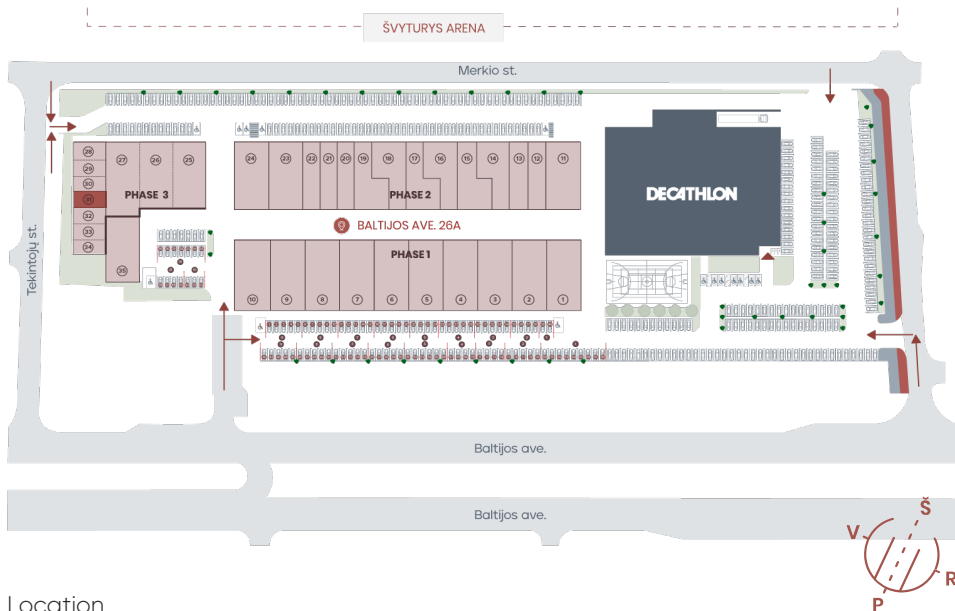 ŠVYTURYS ARENA
Merkio st.
28
29
30
31
32
33
34
27
26
25
PHASE 3
35
24
23
22
21
20
19
18
17
16
15
14
13
12
11
PHASE 2
DECATHLON
BALTIJOS AVE. 26A
PHASE 1
10
9
8
7
6
5
4
3
2
1
Tekintojų st.
Baltijos ave.
Baltijos ave.
Š
V
R
P
Location